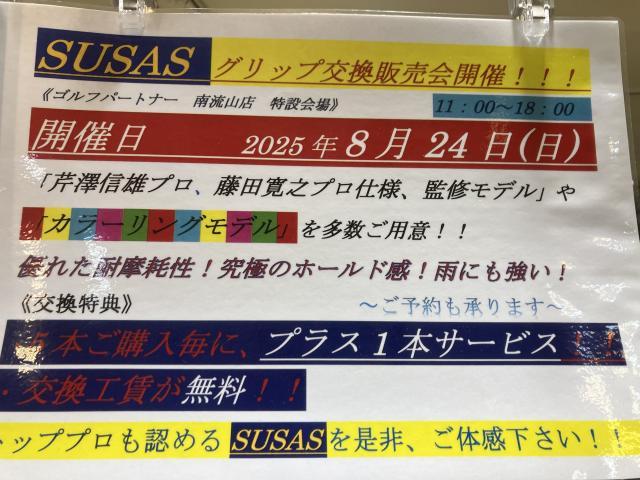 SUSAS グリップ交換販売会開催！！！
《ゴルフパートナー　南流山店　特設会場》 11：00〜18：00
開催日　2025年 8月 24日(日)
「芹澤信雄プロ、藤田寛之プロ仕様、監修モデル」や
「カラーリングモデル」を多数ご用意！！
優れた耐摩耗性！究極のホールド感！雨にも強い！
《交換特典》　〜ご予約も承ります〜
5本ご購入毎に、プラス1本サービス！！
・交換工賃が無料！！
トッププロも認める SUSASを是非、ご体感下さい！！